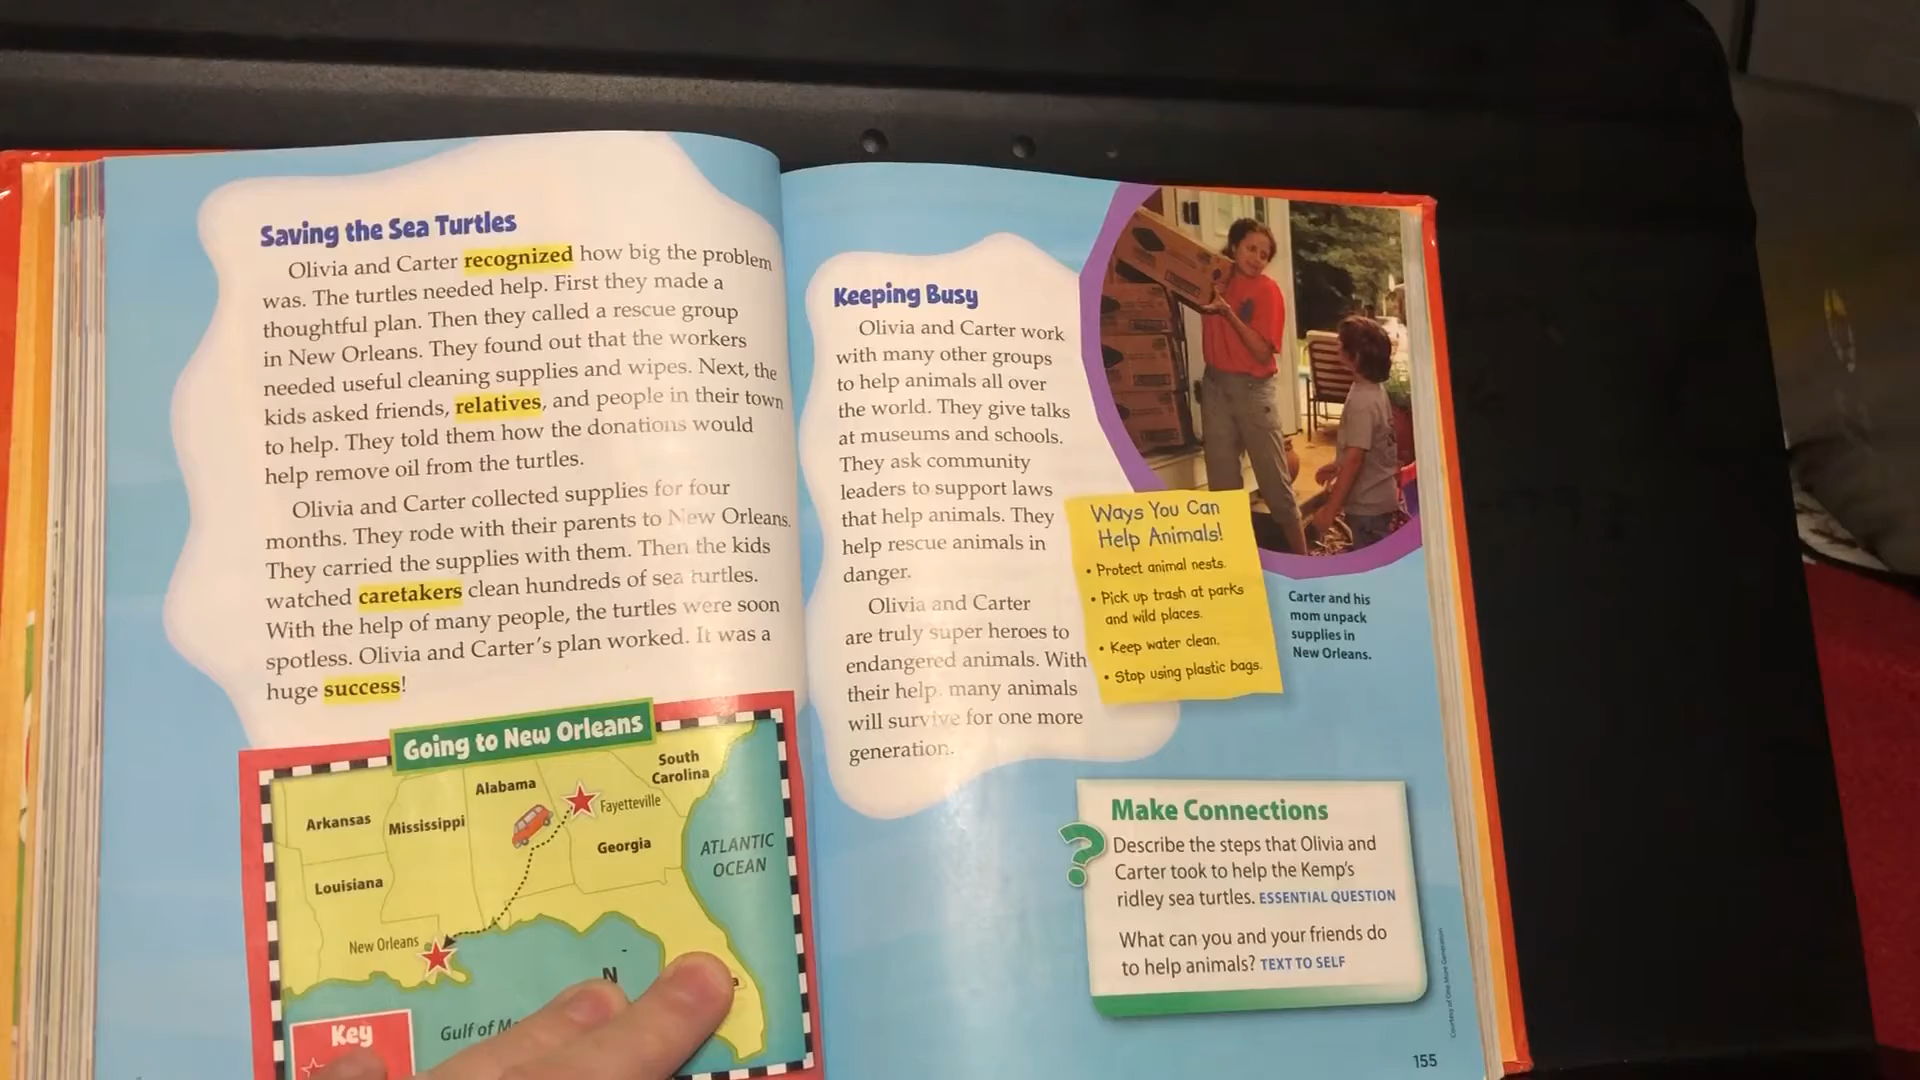 Saving the Sea Turtles
Olivia and Carter recognized how big the problem
was. The turtles needed help. First they made a
thoughtful plan. Then they called a rescue group
in New Orleans. They found out that the workers
needed useful cleaning supplies and wipes. Next, the
kids asked friends, relatives, and people in their town
to help. They told them how the donations would
help remove oil from the turtles.
Olivia and Carter collected supplies for four
months. They rode with their parents to New Orleans.
They carried the supplies with them. Then the kids
watched caretakers clean hundreds of sea turtles.
With the help of many people, the turtles were soon
spotless. Olivia and Carter's plan worked. It was a
huge success!
Going to New Orleans
South
Carolina
Alabama
Fayetteville
Arkansas
Mississippi
Georgia
ATLANTIC
OCEAN
Louisiana
New Orleans
N
Gulf of
Key
Keeping Busy
Olivia and Carter work
with many other groups
to help animals all over
the world. They give talks
at museums and schools.
They ask community
leaders to support laws
that help animals. They
help rescue animals in
danger.
Olivia and Carter
are truly super heroes to
endangered animals. With
their help, many animals
will survive for one more
generation.
Ways You Can
Help Animals!
• Protect animal nests.
• Pick up trash at parks
and wild places.
• Keep water clean.
• Stop using plastic bags.
Carter and his
mom unpack
supplies in
New Orleans.
? Make Connections
Describe the steps that Olivia and
Carter took to help the Kemp's
ridley sea turtles. ESSENTIAL QUESTION
What can you and your friends do
to help animals? TEXT TO SELF
Courtesy of One More Generation
155